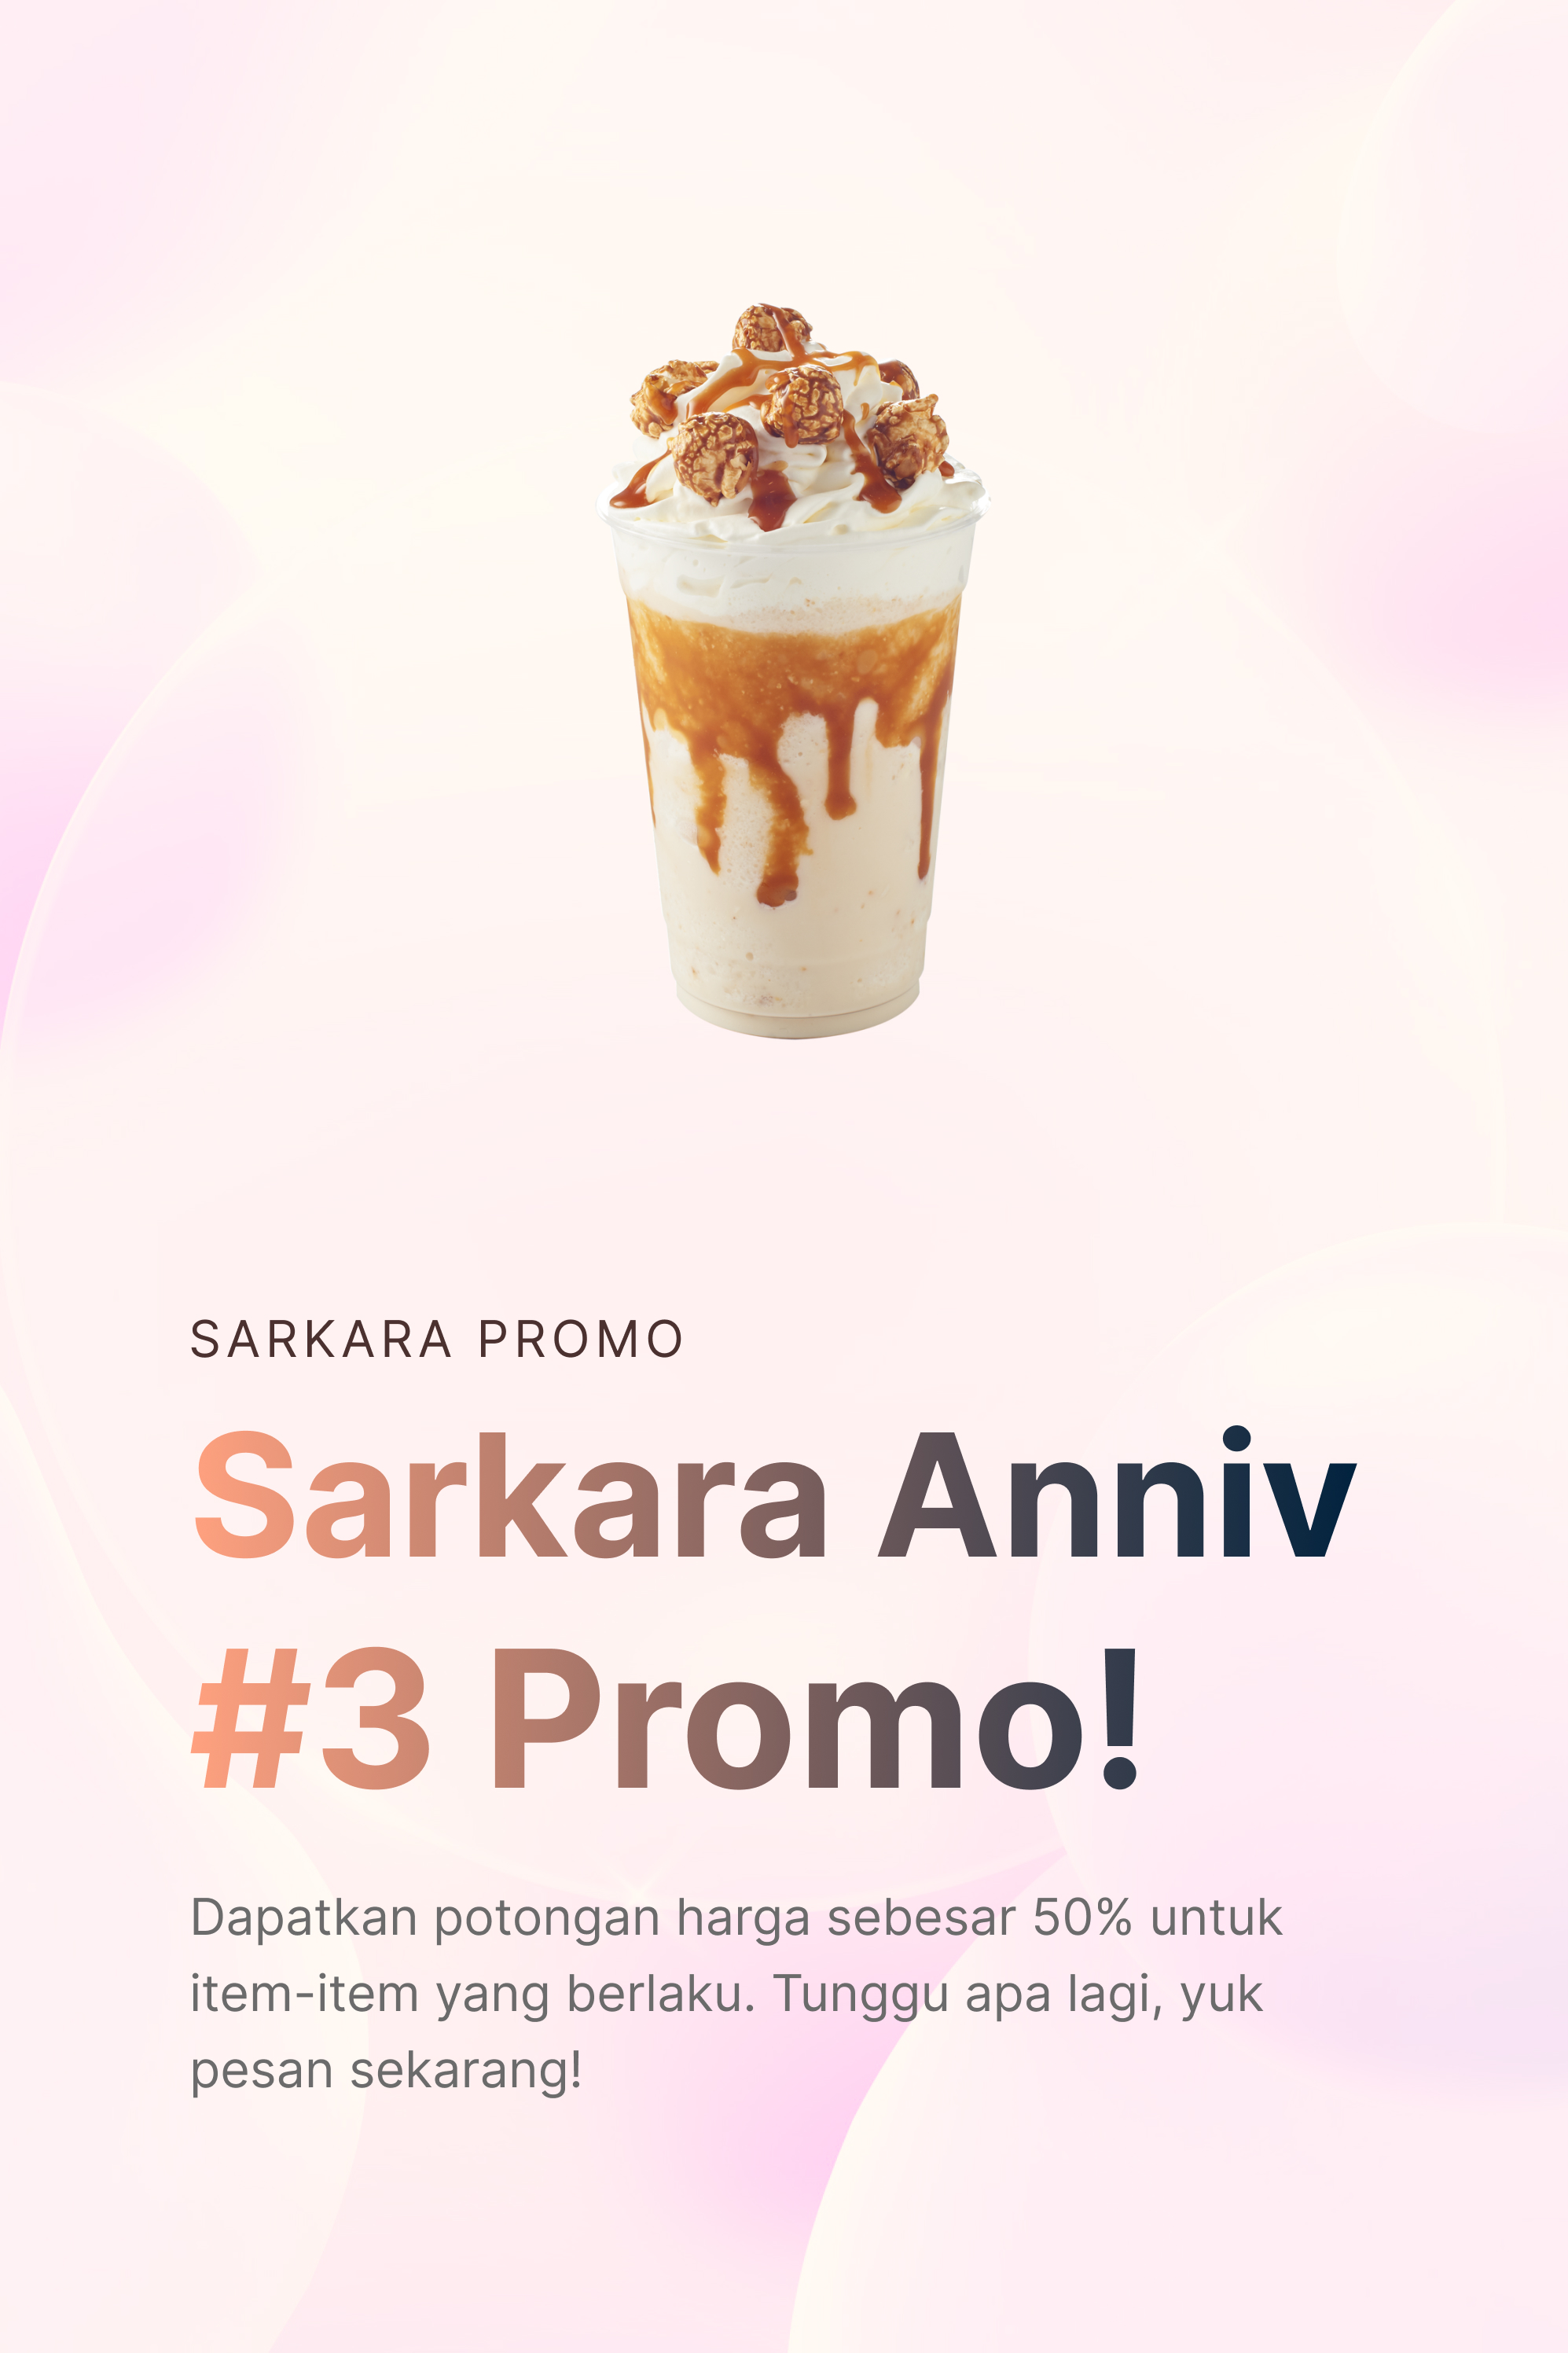 SARKARA PROMO
Sarkara Anniv
#3 Promo!
Dapatkan potongan harga sebesar 50% untuk
item-item yang berlaku. Tunggu apa lagi, yuk
pesan sekarang!